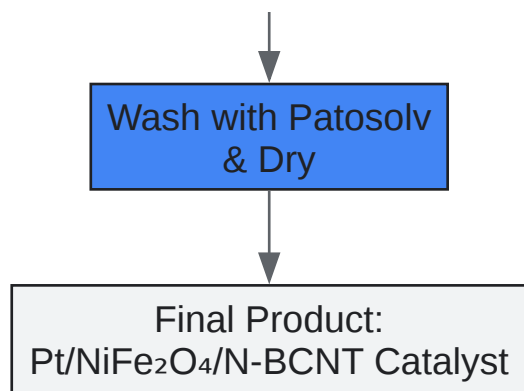 Wash with Patosolv
& Dry
Final Product:
Pt/NiFe₂O₄/N-BCNT Catalyst